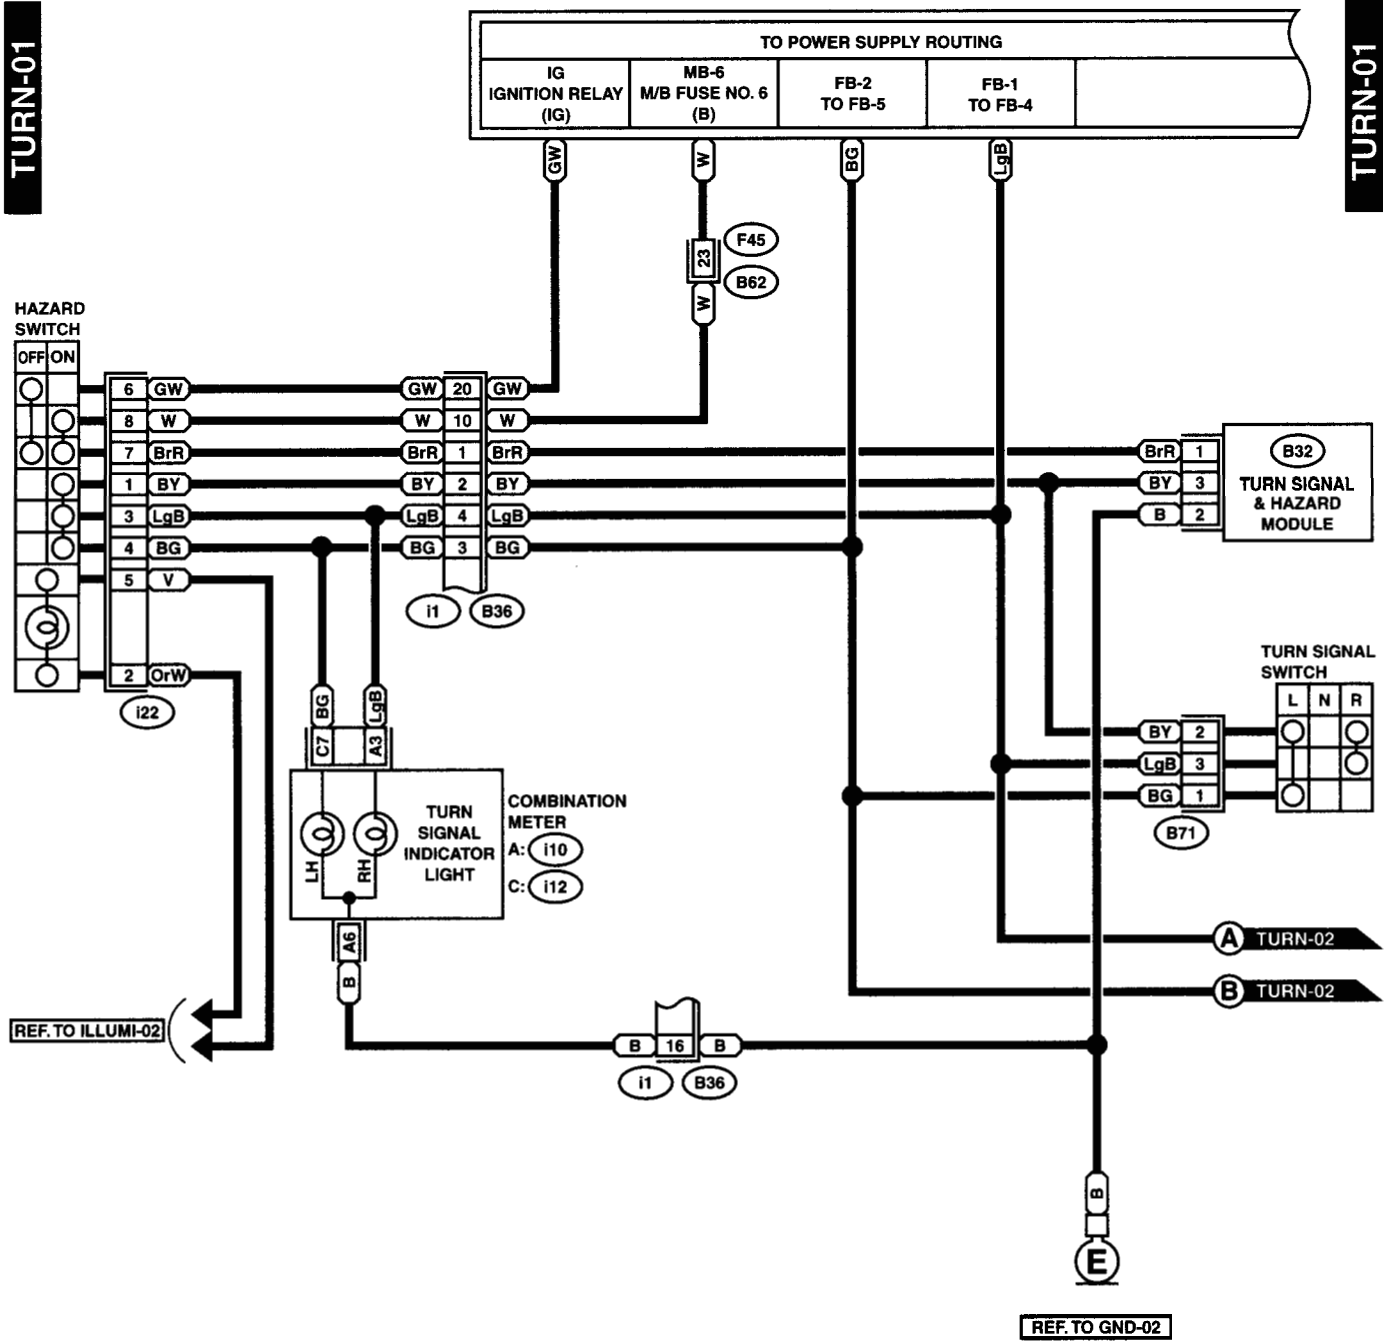 TURN-01
TURN-01
TO POWER SUPPLY ROUTING
IG
IGNITION RELAY
(IG)
MB-6
M/B FUSE NO. 6
(B)
FB-2
TO FB-5
FB-1
TO FB-4
GW
W
BG
LgB
23
F45
B62
W
HAZARD
SWITCH
OFF ON
6 GW
8 W
7 BrR
1 BY
3 LgB
4 BG
5 V
2 OrW
i22
GW 20 GW
W 10 W
BrR 1 BrR
BY 2 BY
LgB 4 LgB
BG 3 BG
i1 B36
BrR 1
BY 3
B 2
B32
TURN SIGNAL
& HAZARD
MODULE
TURN SIGNAL
SWITCH
L N R
BY 2
LgB 3
BG 1
B71
BG LgB
C7 A3
LH RH
TURN
SIGNAL
INDICATOR
LIGHT
COMBINATION
METER
A: i10
C: i12
A6
B
A TURN-02
B TURN-02
REF. TO ILLUMI-02
B 16 B
i1 B36
B
E
REF. TO GND-02